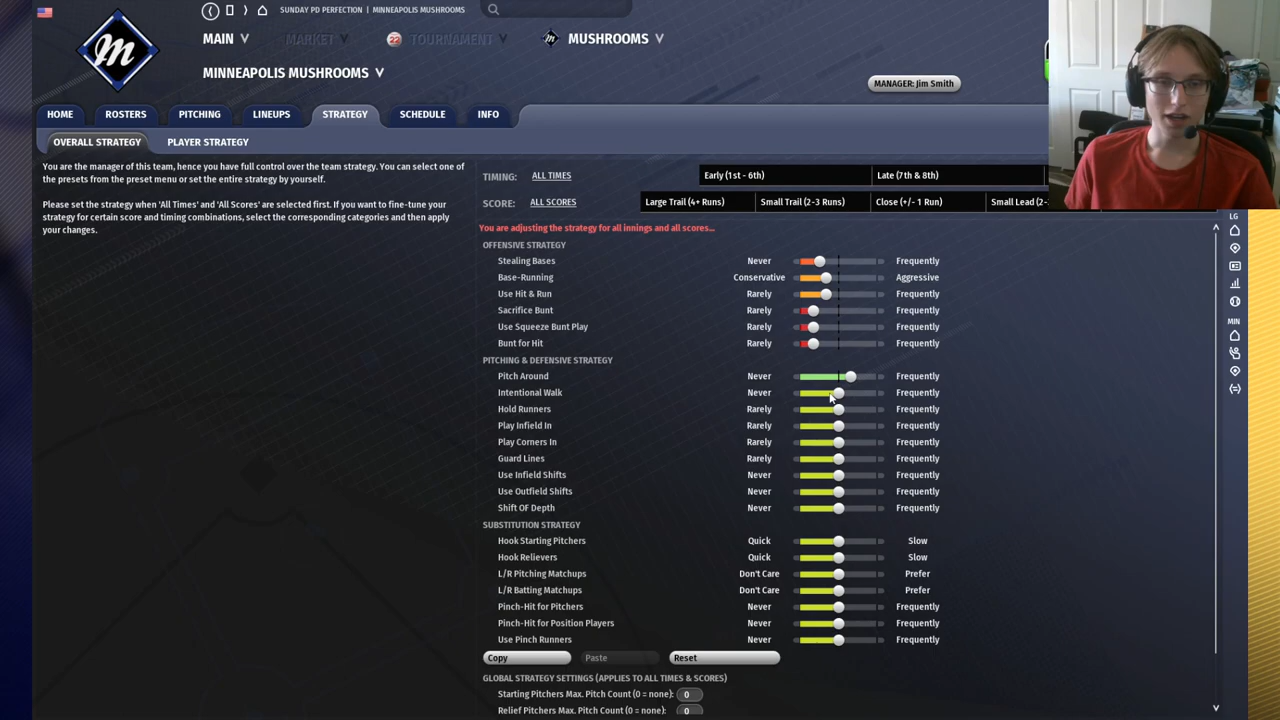 SUNDAY PD PERFECTION | MINNEAPOLIS MUSHROOMS
MAIN
MARKET
22
TOURNAMENT
MUSHROOMS
MINNEAPOLIS MUSHROOMS
MANAGER: Jim Smith
HOME
ROSTERS
PITCHING
LINEUPS
STRATEGY
SCHEDULE
INFO
OVERALL STRATEGY
PLAYER STRATEGY
You are the manager of this team, hence you have full control over the team strategy. You can select one of
the presets from the preset menu or set the entire strategy by yourself.
Please set the strategy when 'All Times' and 'All Scores' are selected first. If you want to fine-tune your
strategy for certain score and timing combinations, select the corresponding categories and then apply
your changes.
TIMING: ALL TIMES Early (1st - 6th) Late (7th & 8th)
SCORE: ALL SCORES Large Trail (4+ Runs) Small Trail (2-3 Runs) Close (+/- 1 Run) Small Lead (2-
You are adjusting the strategy for all innings and all scores...
OFFENSIVE STRATEGY
Stealing Bases Never Frequently
Base-Running Conservative Aggressive
Use Hit & Run Rarely Frequently
Sacrifice Bunt Rarely Frequently
Use Squeeze Bunt Play Rarely Frequently
Bunt for Hit Rarely Frequently
PITCHING & DEFENSIVE STRATEGY
Pitch Around Never Frequently
Intentional Walk Never Frequently
Hold Runners Rarely Frequently
Play Infield In Rarely Frequently
Play Corners In Rarely Frequently
Guard Lines Rarely Frequently
Use Infield Shifts Never Frequently
Use Outfield Shifts Never Frequently
Shift OF Depth Never Frequently
SUBSTITUTION STRATEGY
Hook Starting Pitchers Quick Slow
Hook Relievers Quick Slow
L/R Pitching Matchups Don't Care Prefer
L/R Batting Matchups Don't Care Prefer
Pinch-Hit for Pitchers Never Frequently
Pinch-Hit for Position Players Never Frequently
Use Pinch Runners Never Frequently
Copy Paste Reset
GLOBAL STRATEGY SETTINGS (APPLIES TO ALL TIMES & SCORES)
Starting Pitchers Max. Pitch Count (0 = none): 0
Relief Pitchers Max. Pitch Count (0 = none): 0
LG
MIN